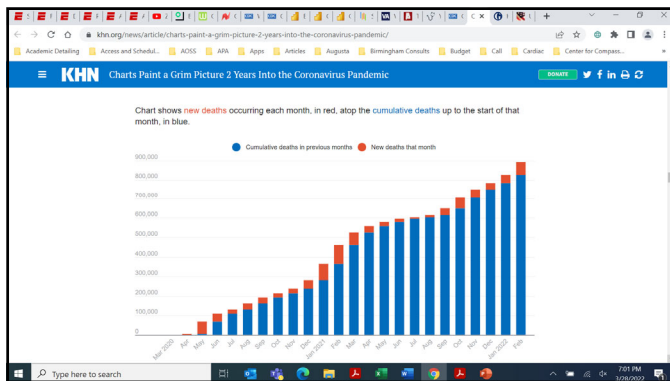 khn.org/news/article/charts-paint-a-grim-picture-2-years-into-the-coronavirus-pandemic/
Academic Detailing Access and Schedul... AOSS APA Apps Articles Augusta Birmingham Consults Budget Call Cardiac Center for Compass...
KHN Charts Paint a Grim Picture 2 Years Into the Coronavirus Pandemic DONATE
Chart shows new deaths occurring each month, in red, atop the cumulative deaths up to the start of that
month, in blue.
Cumulative deaths in previous months New deaths that month
900,000
800,000
700,000
600,000
500,000
400,000
300,000
200,000
100,000
0
Mar 2020 Apr May Jun Jul Aug Sep Oct Nov Dec Jan 2021 Feb Mar Apr May Jun Jul Aug Sep Oct Nov Dec Jan 2022 Feb
Type here to search
7:01 PM
3/28/2022